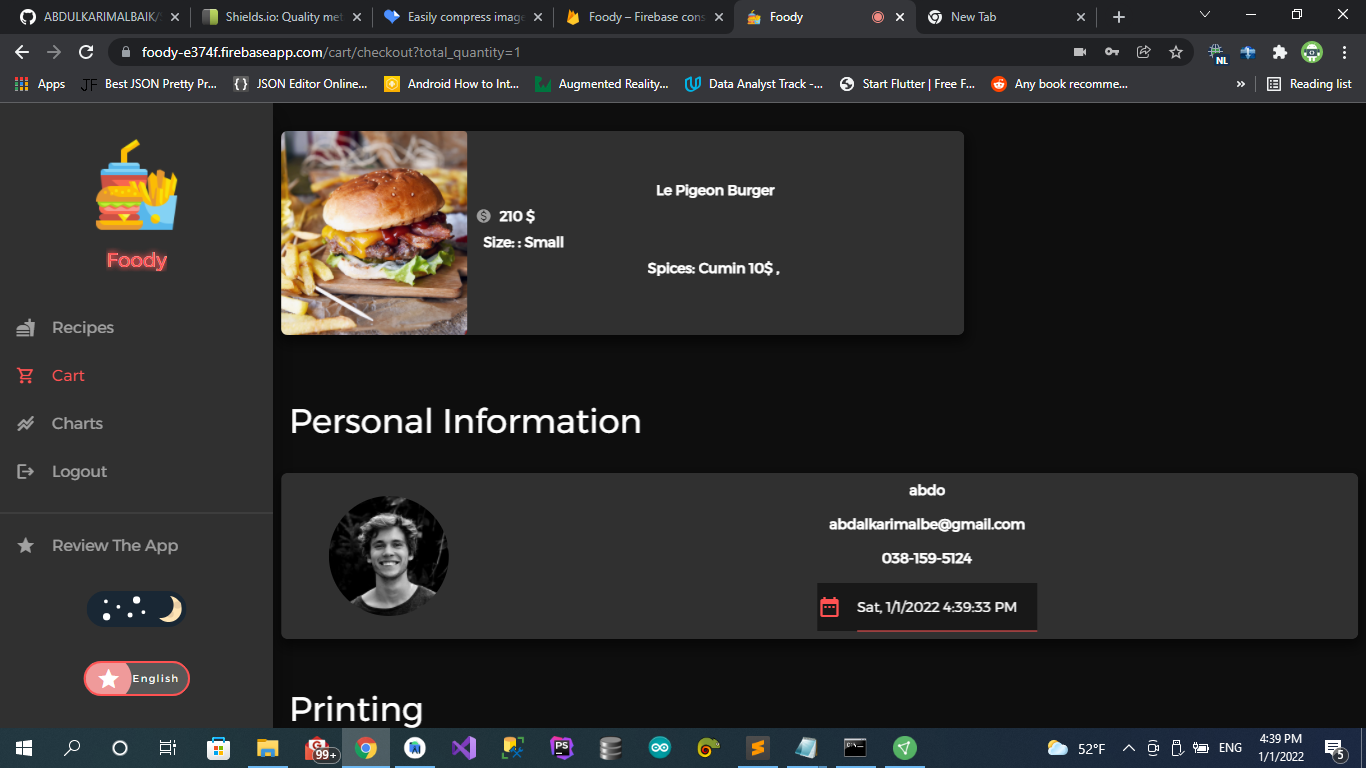 ABDULKARIMALBAIK/
Shields.io: Quality met
Easily compress image
Foody – Firebase cons
Foody
New Tab
foody-e374f.firebaseapp.com/cart/checkout?total_quantity=1
NL
Apps
JF Best JSON Pretty Pr...
{} JSON Editor Online...
Android How to Int...
Augmented Reality...
Data Analyst Track -...
Start Flutter | Free F...
Any book recomme...
»
Reading list
Foody
Recipes
Cart
Charts
Logout
Review The App
English
Le Pigeon Burger
210 $
Size: : Small
Spices: Cumin 10$ ,
Personal Information
abdo
abdalkarimalbe@gmail.com
038-159-5124
Sat, 1/1/2022 4:39:33 PM
Printing
99+
PS
52°F
ENG
4:39 PM
1/1/2022
5